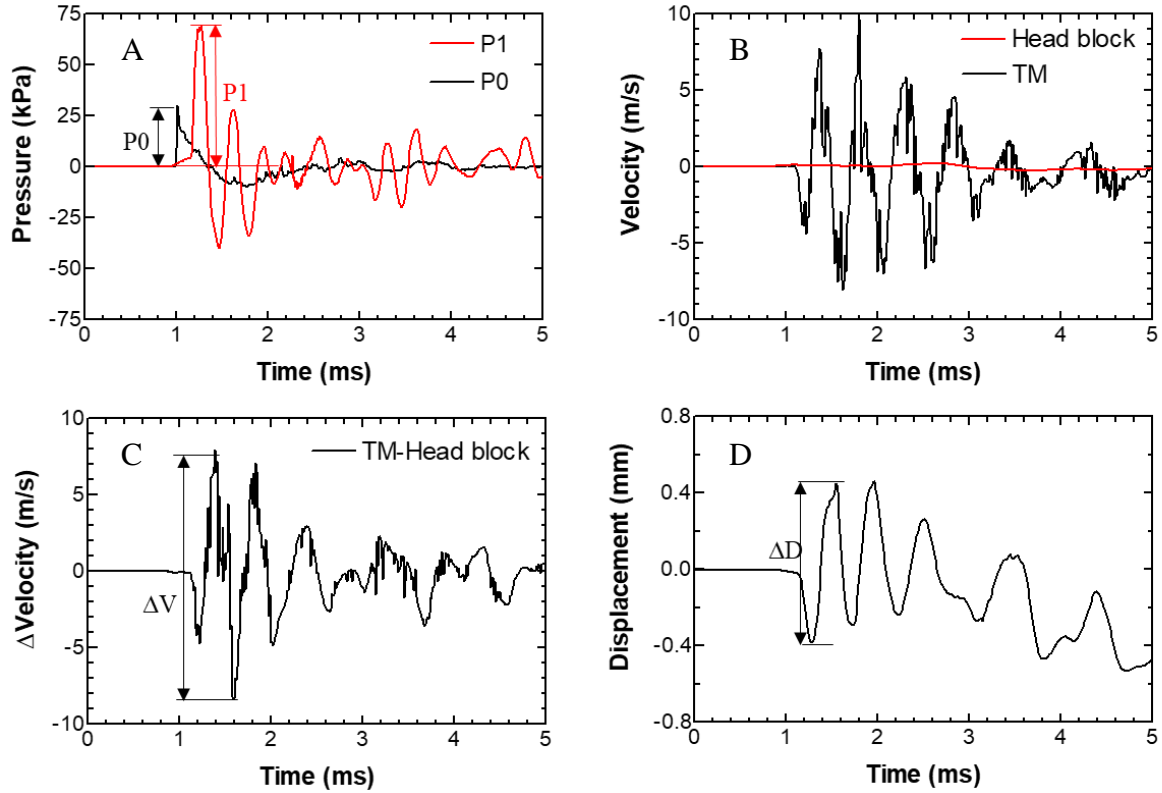 A
P1
P0
P0
P1
75
50
25
0
-25
-50
-75
Pressure (kPa)
0
1
2
3
4
5
Time (ms)
B
Head block
TM
10
5
0
-5
-10
Velocity (m/s)
0
1
2
3
4
5
Time (ms)
C
TM-Head block
ΔV
10
5
0
-5
-10
ΔVelocity (m/s)
0
1
2
3
4
5
Time (ms)
D
ΔD
0.8
0.4
0.0
-0.4
-0.8
Displacement (mm)
0
1
2
3
4
5
Time (ms)